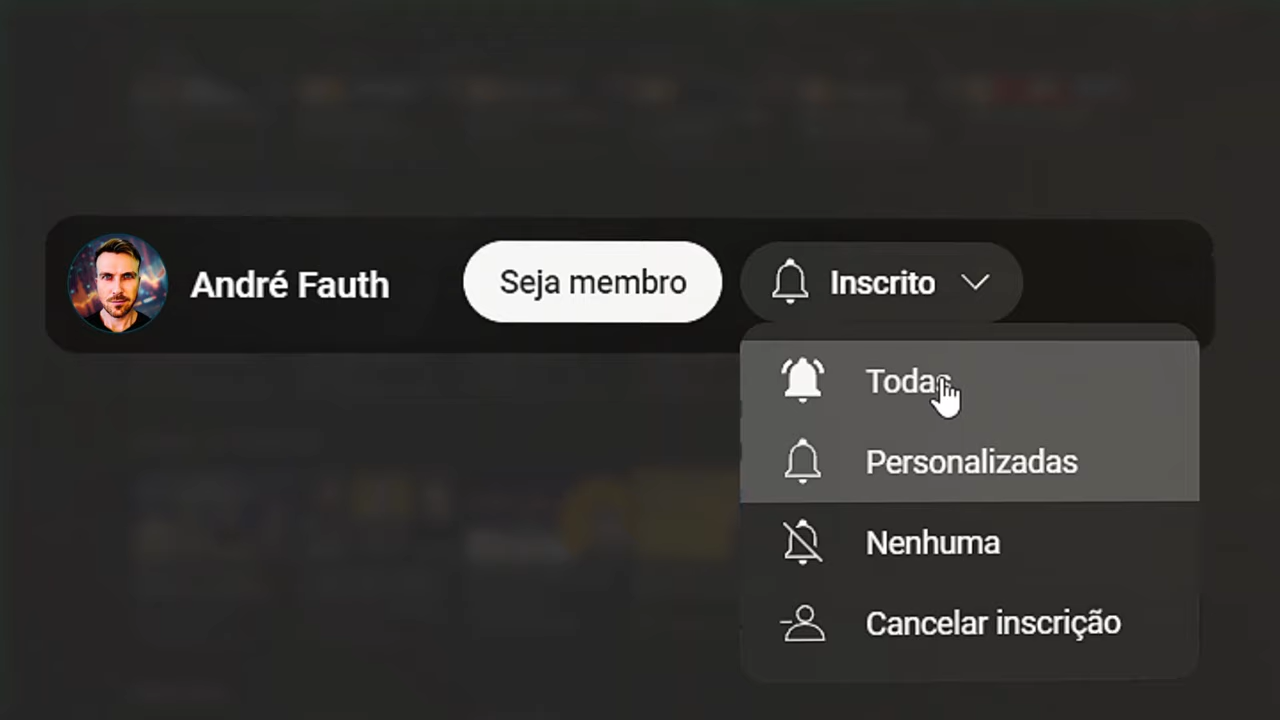 André Fauth
Seja membro
Inscrito
Todas
Personalizadas
Nenhuma
Cancelar inscrição